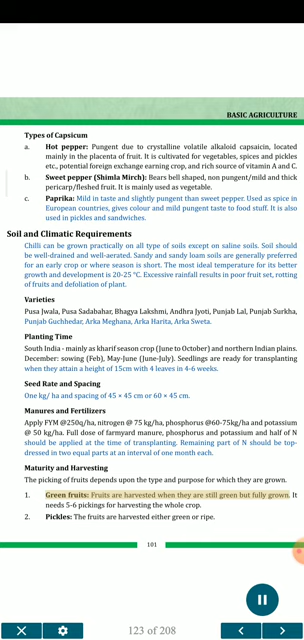 BASIC AGRICULTURE
Types of Capsicum
a. Hot pepper: Pungent due to crystalline volatile alkaloid capsaicin, located
mainly in the placenta of fruit. It is cultivated for vegetables, spices and pickles
etc., potential foreign exchange earning crop, and rich source of vitamin A and C.
b. Sweet pepper (Shimla Mirch): Bears bell shaped, non pungent/mild and thick
pericarp/fleshed fruit. It is mainly used as vegetable.
c. Paprika: Mild in taste and slightly pungent than sweet pepper. Used as spice in
European countries, gives colour and mild pungent taste to food stuff. It is also
used in pickles and sandwiches.
Soil and Climatic Requirements
Chilli can be grown practically on all type of soils except on saline soils. Soil should
be well-drained and well-aerated. Sandy and sandy loam soils are generally preferred
for an early crop or where season is short. The most ideal temperature for its better
growth and development is 20-25 °C. Excessive rainfall results in poor fruit set, rotting
of fruits and defoliation of plant.
Varieties
Pusa Jwala, Pusa Sadabahar, Bhagya Lakshmi, Andhra Jyoti, Punjab Lal, Punjab Surkha,
Punjab Guchhedar, Arka Meghana, Arka Harita, Arka Sweta.
Planting Time
South India - mainly as kharif season crop (June to October) and northern Indian plains.
December: sowing (Feb), May-June (June-July). Seedlings are ready for transplanting
when they attain a height of 15cm with 4 leaves in 4-6 weeks.
Seed Rate and Spacing
One kg/ ha and spacing of 45 × 45 cm or 60 × 45 cm.
Manures and Fertilizers
Apply FYM @250q/ha, nitrogen @ 75 kg/ha, phosphorus @60-75kg/ha and potassium
@ 50 kg/ha. Full dose of farmyard manure, phosphorus and potassium and half of N
should be applied at the time of transplanting. Remaining part of N should be top-
dressed in two equal parts at an interval of one month each.
Maturity and Harvesting
The picking of fruits depends upon the type and purpose for which they are grown.
1. Green fruits: Fruits are harvested when they are still green but fully grown. It
needs 5-6 pickings for harvesting the whole crop.
2. Pickles: The fruits are harvested either green or ripe.
101
123 of 208